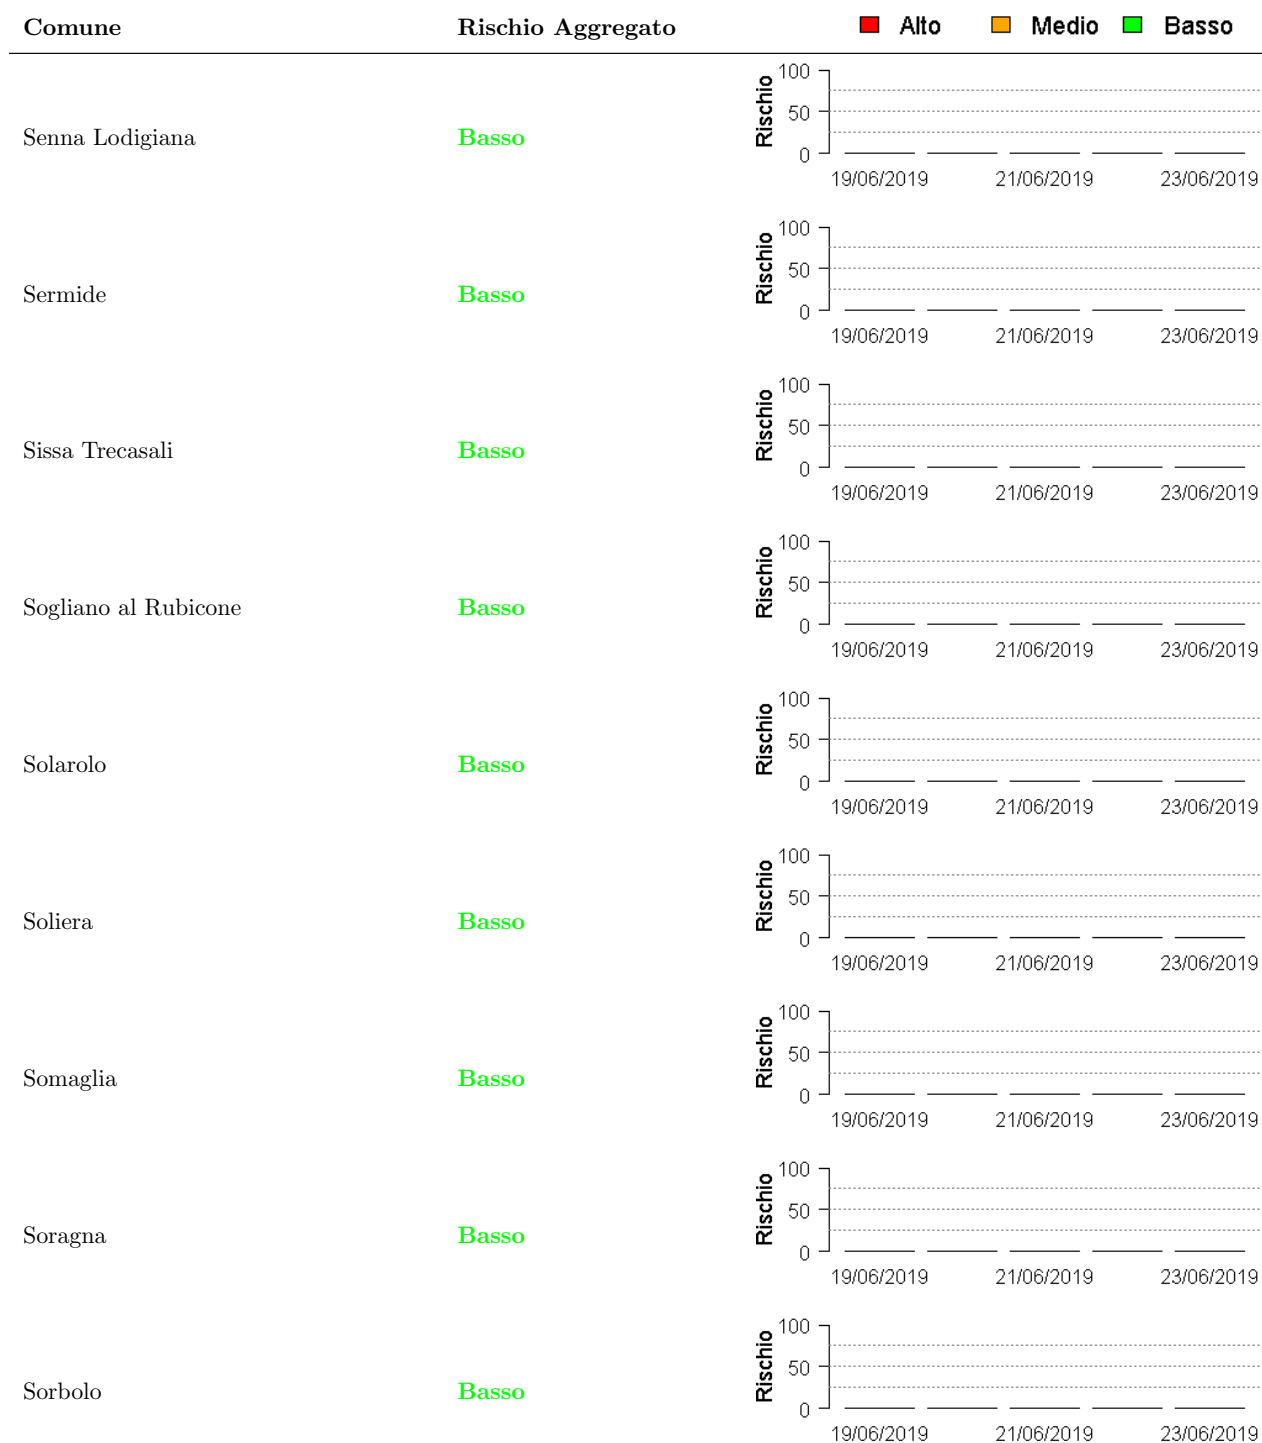 Comune Rischio Aggregato Alto Medio Basso
Senna Lodigiana Basso Rischio 100 50 0
19/06/2019 21/06/2019 23/06/2019
Sermide Basso Rischio 100 50 0
19/06/2019 21/06/2019 23/06/2019
Sissa Trecasali Basso Rischio 100 50 0
19/06/2019 21/06/2019 23/06/2019
Sogliano al Rubicone Basso Rischio 100 50 0
19/06/2019 21/06/2019 23/06/2019
Solarolo Basso Rischio 100 50 0
19/06/2019 21/06/2019 23/06/2019
Soliera Basso Rischio 100 50 0
19/06/2019 21/06/2019 23/06/2019
Somaglia Basso Rischio 100 50 0
19/06/2019 21/06/2019 23/06/2019
Soragna Basso Rischio 100 50 0
19/06/2019 21/06/2019 23/06/2019
Sorbolo Basso Rischio 100 50 0
19/06/2019 21/06/2019 23/06/2019